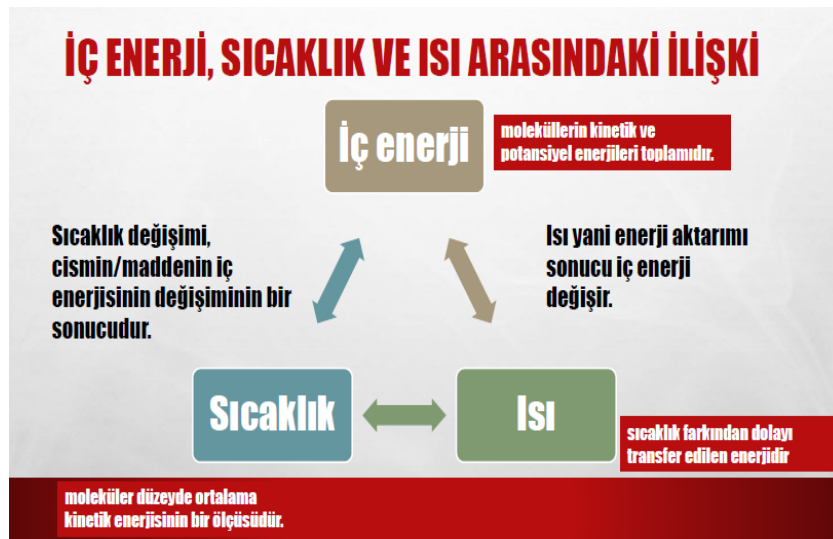 İÇ ENERJİ, SICAKLIK VE ISI ARASINDAKİ İLİŞKİ
İç enerji
moleküllerin kinetik ve
potansiyel enerjileri toplamıdır.
Sıcaklık değişimi,
cismin/maddenin iç
enerjisinin değişiminin bir
sonucudur.
Isı yani enerji aktarımı
sonucu iç enerji
değişir.
Sıcaklık
Isı
sıcaklık farkından dolayı
transfer edilen enerjidir
moleküler düzeyde ortalama
kinetik enerjisinin bir ölçüsüdür.